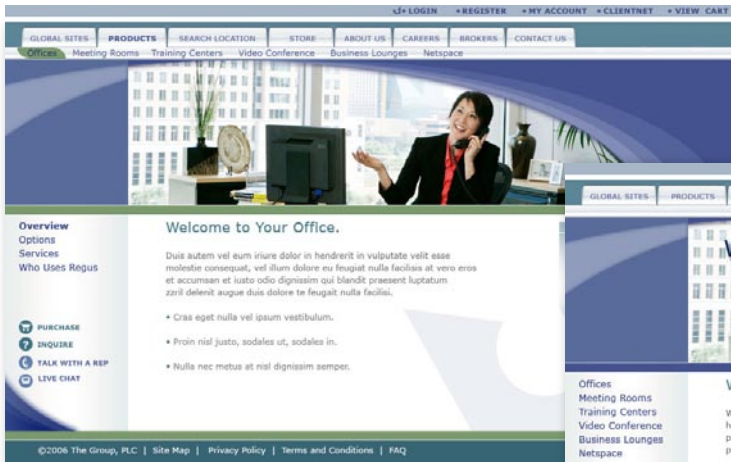 LOGIN • REGISTER • MY ACCOUNT • CLIENTNET • VIEW CART
GLOBAL SITES PRODUCTS SEARCH LOCATION STORE ABOUT US CAREERS BROKERS CONTACT US
Offices Meeting Rooms Training Centers Video Conference Business Lounges Netspace
Overview
Options
Services
Who Uses Regus
PURCHASE
INQUIRE
TALK WITH A REP
LIVE CHAT
Welcome to Your Office.
Duis autem vel eum iriure dolor in hendrerit in vulputate velit esse
molestie consequat, vel illum dolore eu feugiat nulla facilisis at vero eros
et accumsan et iusto odio dignissim qui blandit praesent luptatum
zzril delenit augue duis dolore te feugait nulla facilisi.
• Cras eget nulla vel ipsum vestibulum.
• Proin nisl justo, sodales ut, sodales in.
• Nulla nec metus at nisl dignissim semper.
©2006 The Group, PLC | Site Map | Privacy Policy | Terms and Conditions | FAQ
GLOBAL SITES PRODUCTS
Offices
Meeting Rooms
Training Centers
Video Conference
Business Lounges
Netspace